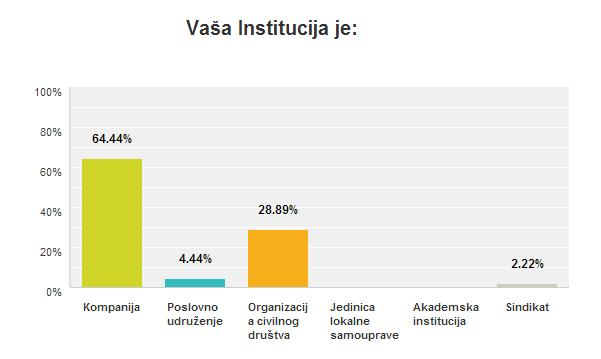 Vaša Institucija je:
100%
80%
60%
40%
20%
0%
64.44%
4.44%
28.89%
2.22%
Kompanija
Poslovno
udruženje
Organizacij
a civilnog
društva
Jedinica
lokalne
samouprave
Akademska
institucija
Sindikat